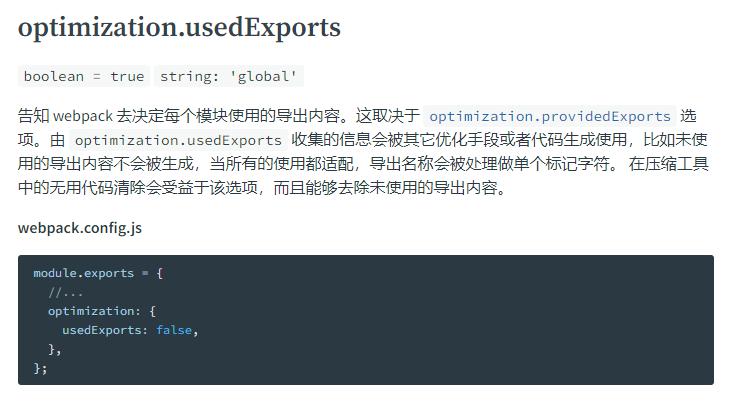 optimization.usedExports
boolean = true string: 'global'
告知 webpack 去决定每个模块使用的导出内容。这取决于 optimization.providedExports 选
项。由 optimization.usedExports 收集的信息会被其它优化手段或者代码生成使用，比如未使
用的导出内容不会被生成，当所有的使用都适配，导出名称会被处理做单个标记字符。 在压缩工具
中的无用代码清除会受益于该选项，而且能够去除未使用的导出内容。
webpack.config.js
module.exports = {
  //...
  optimization: {
    usedExports: false,
  },
};